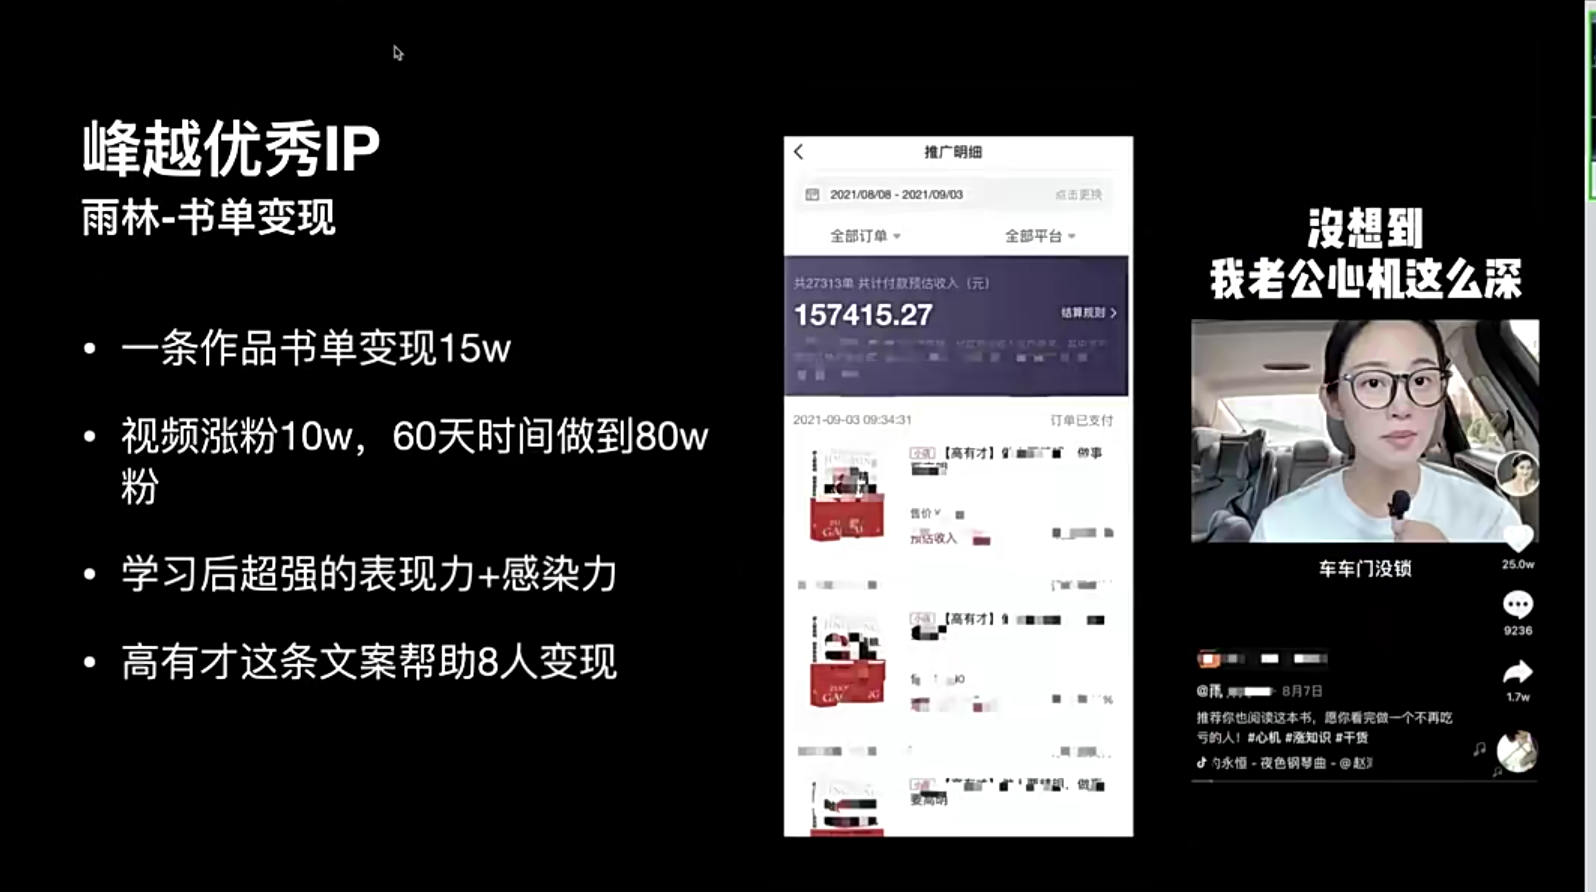 峰越优秀IP
雨林-书单变现
• 一条作品书单变现15w
• 视频涨粉10w，60天时间做到80w
粉
• 学习后超强的表现力+感染力
• 高有才这条文案帮助8人变现
推广明细
2021/08/08 - 2021/09/03 点击更换
全部订单 全部平台
共27313单 共计付款预估收入（元）
157415.27 结算规则
2021-09-03 09:34:31 订单已支付
小店 【高有才】 做事
售价¥
预估收入
小店 【高有才】
小店
要高明
没想到
我老公心机这么深
车车门没锁
25.0w
9236
1.7w
@雨 8月7日
推荐你也阅读这本书，愿你看完做一个不再吃
亏的人！#心机 #涨知识 #干货
永恒 - 夜色钢琴曲 - @赵